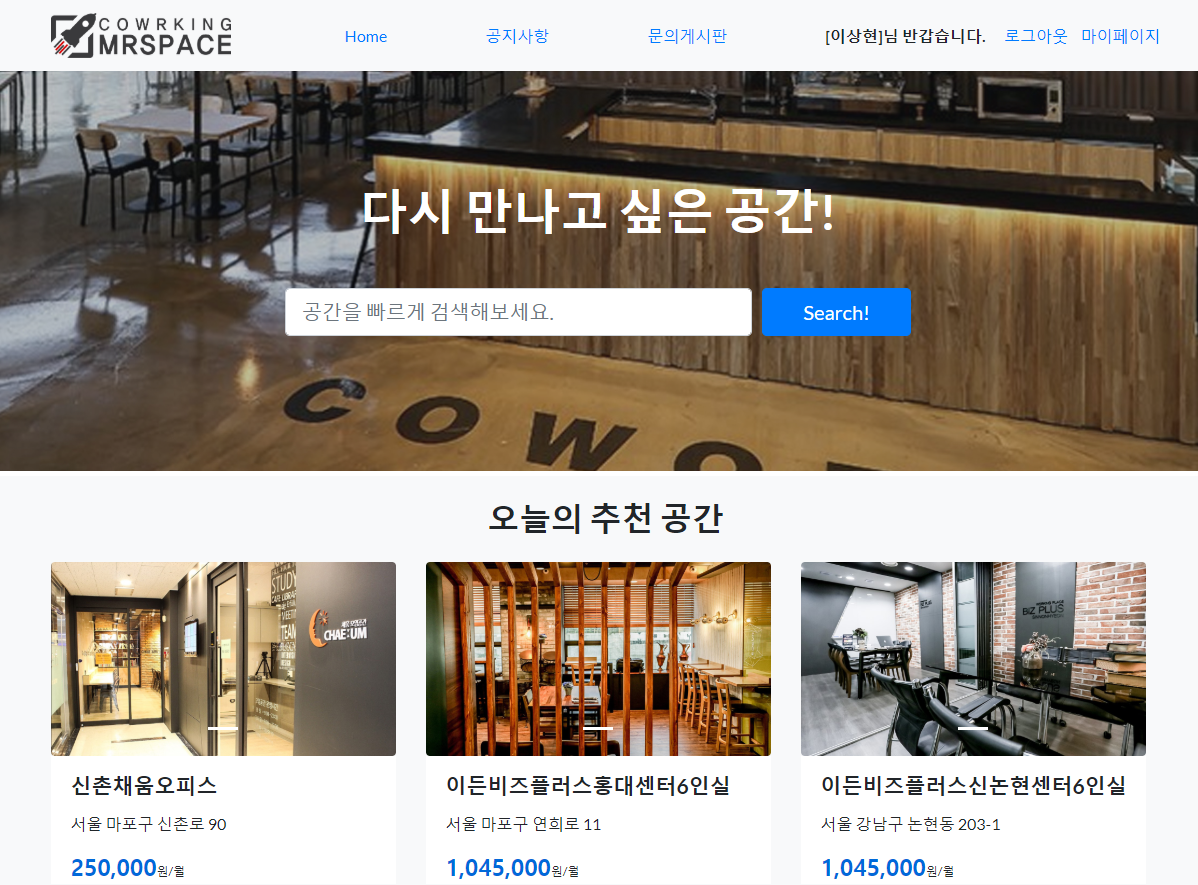 COWRKING
MRSPACE
Home
공지사항
문의게시판
[이상현]님 반갑습니다.
로그아웃
마이페이지
다시 만나고 싶은 공간!
공간을 빠르게 검색해보세요.
Search!
COWO
오늘의 추천 공간
STUDY
TEAM
CHAE:UM
BIZ PLUS
BIZ PLUS
신촌채움오피스
서울 마포구 신촌로 90
250,000원/월
이든비즈플러스홍대센터6인실
서울 마포구 연희로 11
1,045,000원/월
이든비즈플러스신논현센터6인실
서울 강남구 논현동 203-1
1,045,000원/월